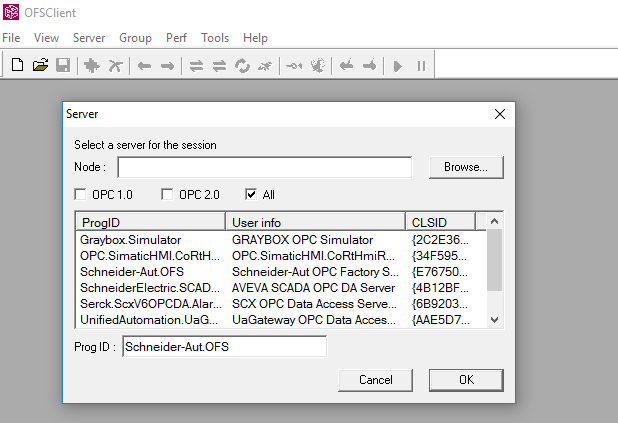 OFSClient
File View Server Group Perf Tools Help
Server
Select a server for the session
Node :
Browse...
OPC 1.0 OPC 2.0 All
ProgID User info CLSID
Graybox.Simulator GRAYBOX OPC Simulator {2C2E36...
OPC.SimaticHMI.CoRtH... OPC.SimaticHMI.CoRtHmiR... {34F595...
Schneider-Aut.OFS Schneider-Aut OPC Factory S... {E76750...
SchneiderElectric.SCAD... AVEVA SCADA OPC DA Server {4B12BF...
Serck.ScxV6OPCDA.Alar... SCX OPC Data Access Serve... {6B9203...
UnifiedAutomation.UaG... UaGateway OPC Data Acces... {AAE5D7...
Prog ID : Schneider-Aut.OFS
Cancel OK